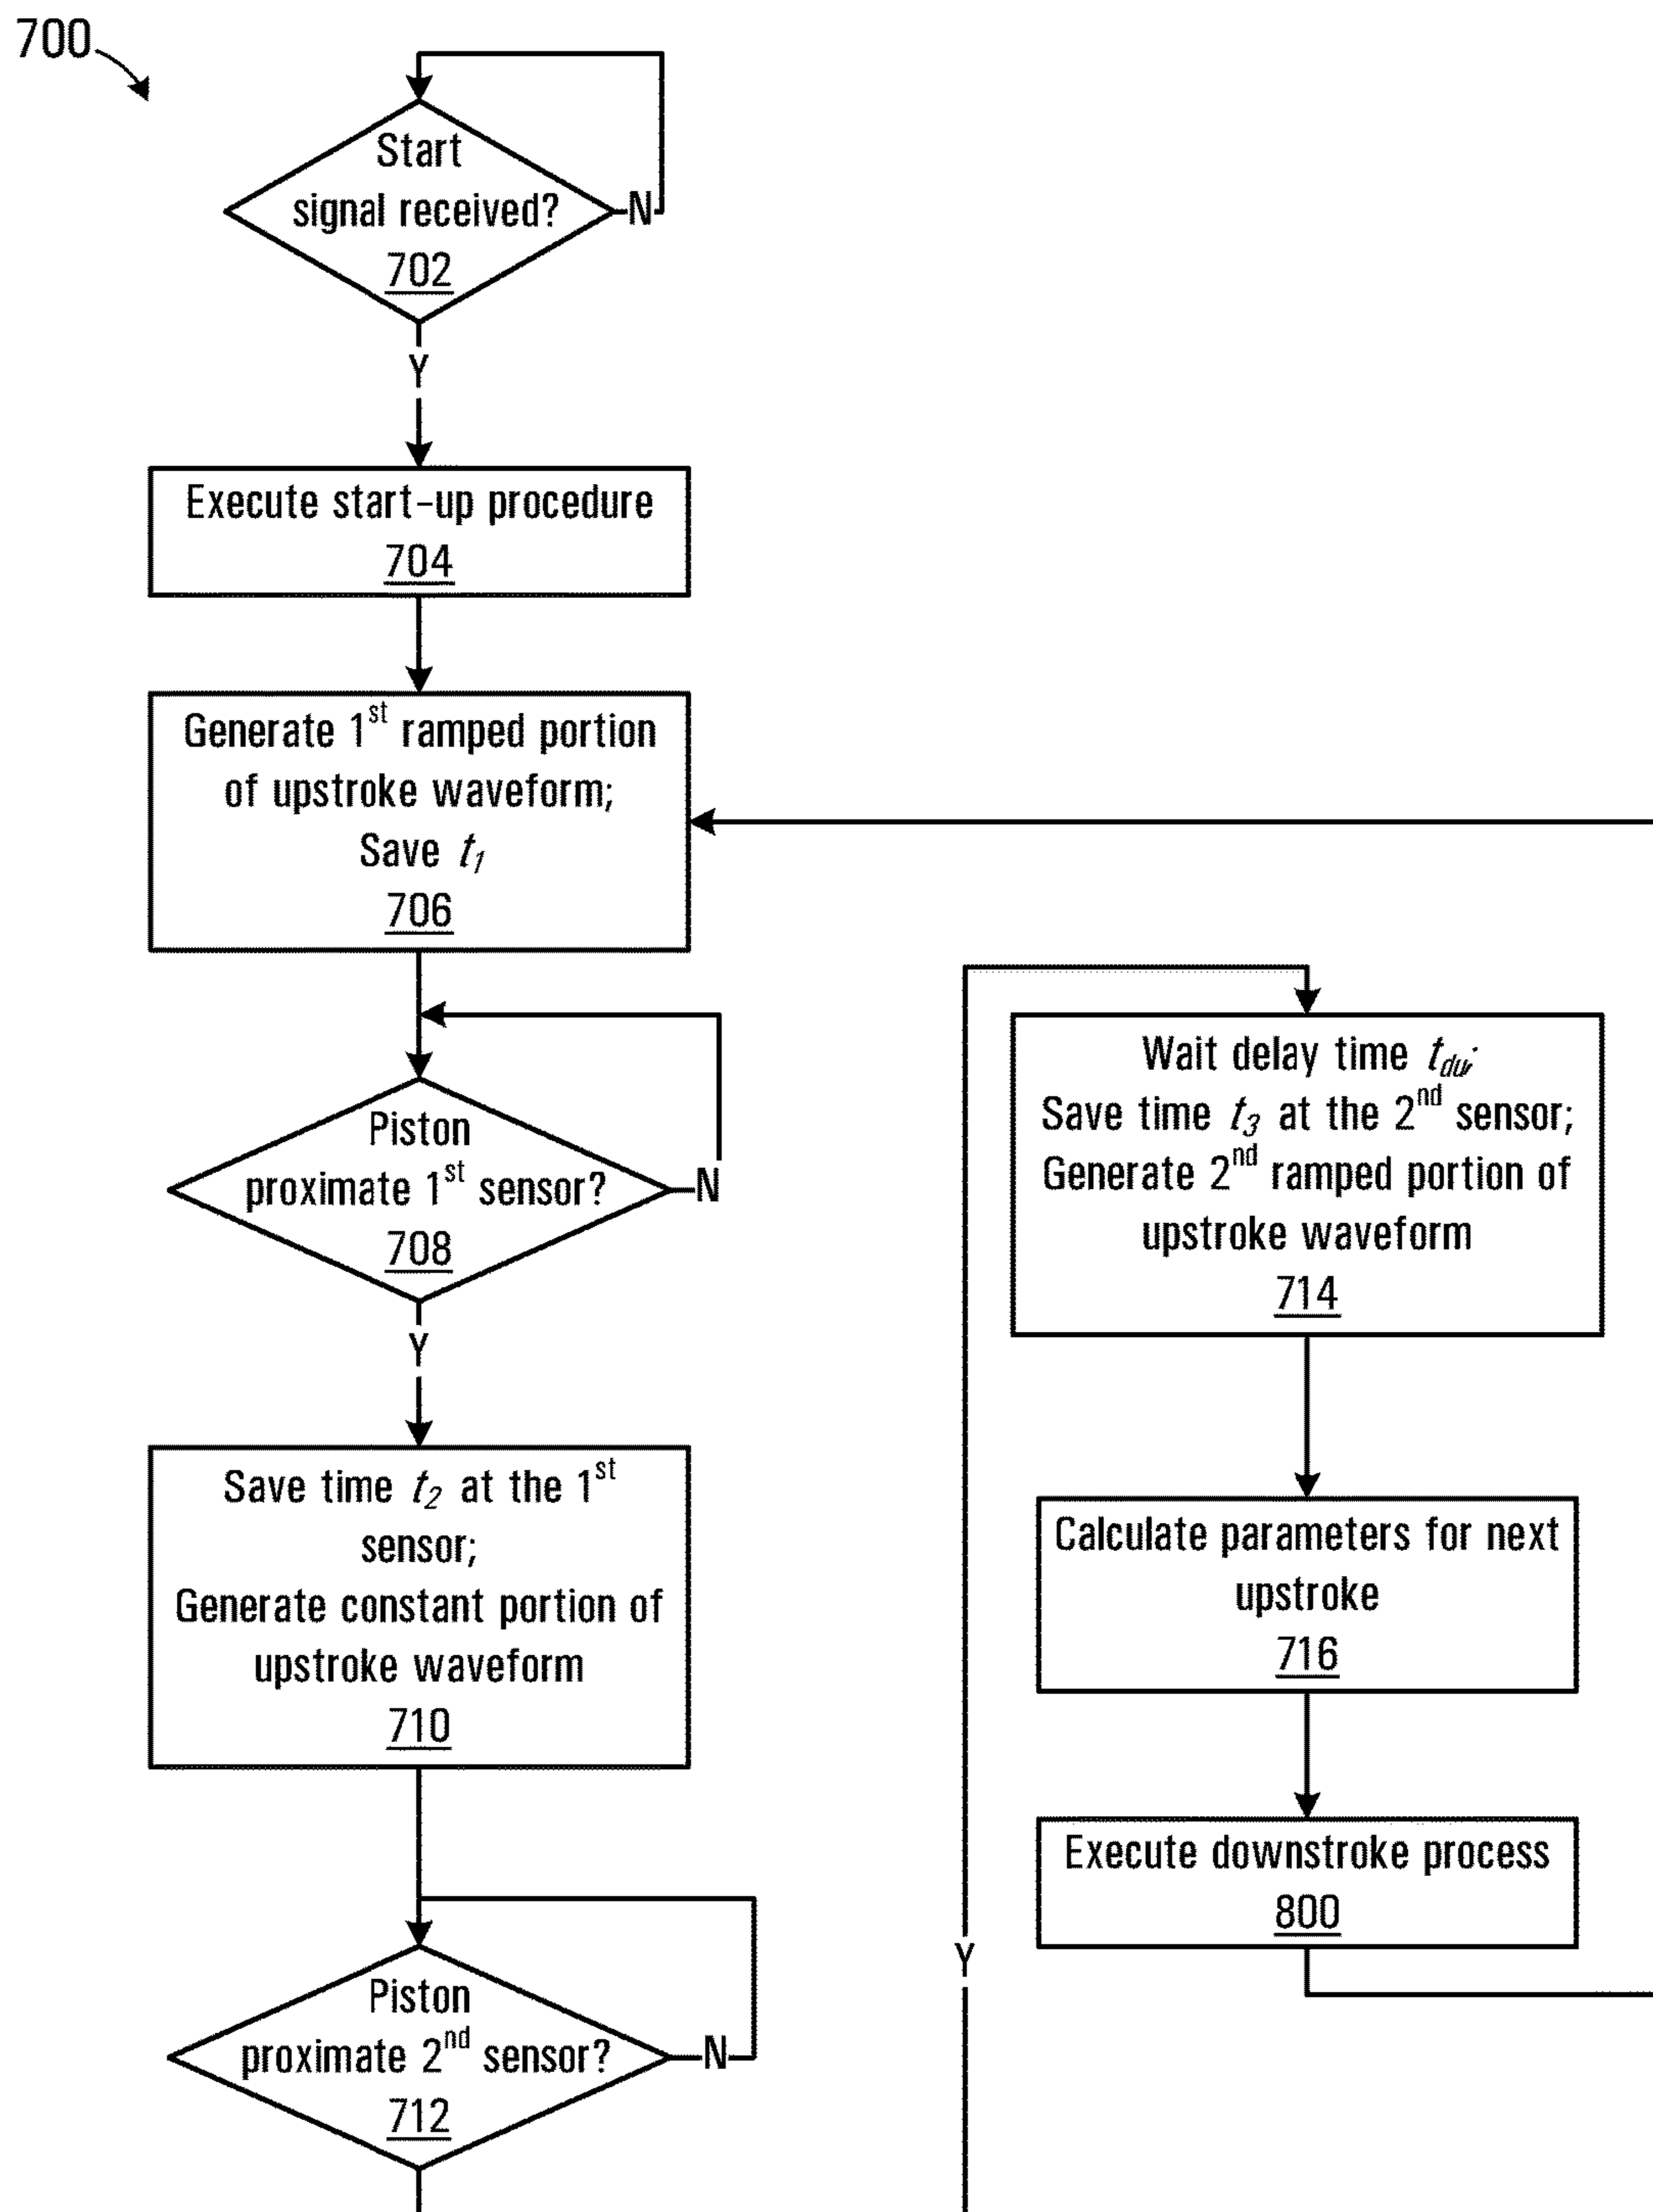 700
Start
signal received?
702
N
Y
Execute start-up procedure
704
Generate 1st ramped portion
of upstroke waveform;
Save t1
706
Piston
proximate 1st sensor?
708
N
Y
Save time t2 at the 1st
sensor;
Generate constant portion of
upstroke waveform
710
Piston
proximate 2nd sensor?
712
N
Y
Wait delay time tdu;
Save time t3 at the 2nd sensor;
Generate 2nd ramped portion of
upstroke waveform
714
Calculate parameters for next
upstroke
716
Execute downstroke process
800